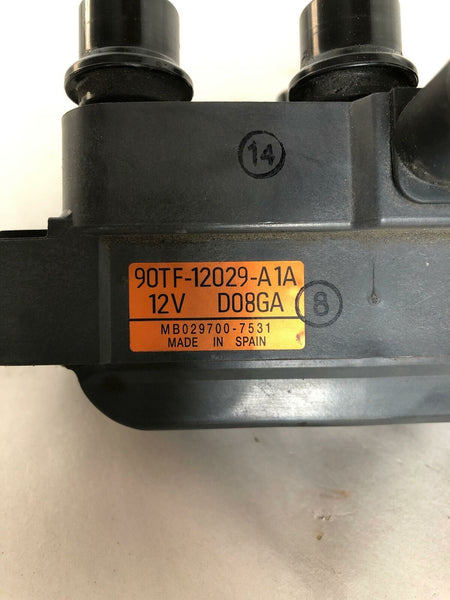 14
90TF-12029-A1A
12V D08GA
8
MB029700-7531
MADE IN SPAIN